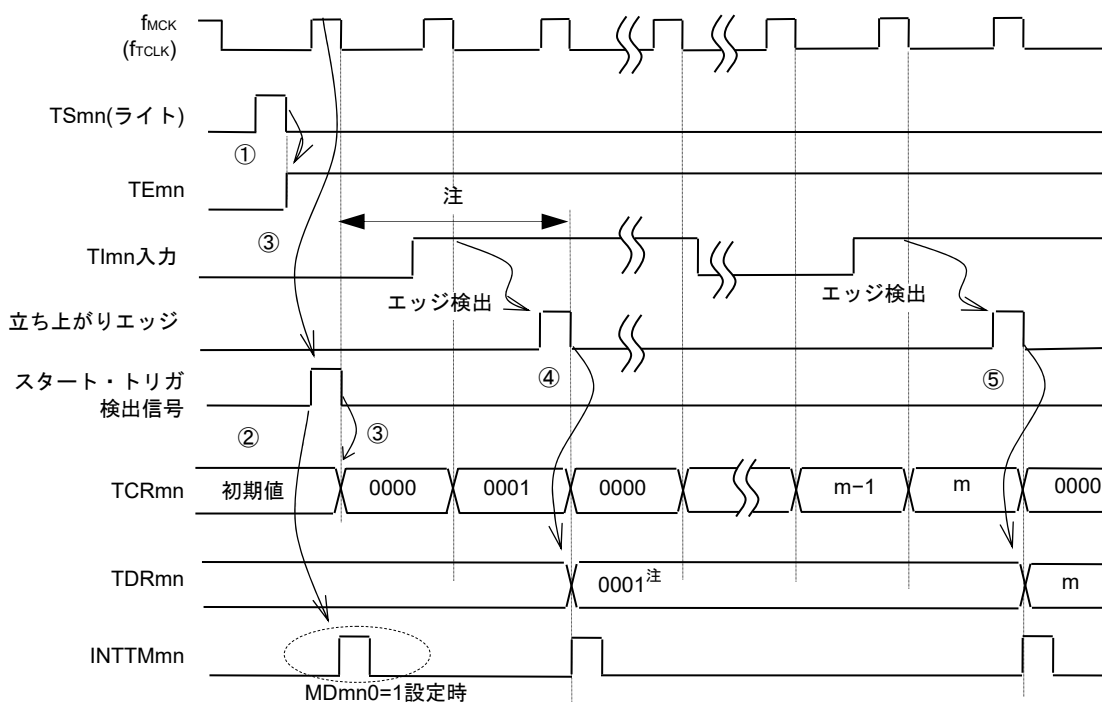 fMCK
(fTCLK)
TSmn(ライト)
①
TEmn
注
③
TImn入力
エッジ検出
エッジ検出
立ち上がりエッジ
④
⑤
スタート・トリガ
検出信号
②
③
TCRmn
初期値
0000
0001
0000
m−1
m
0000
TDRmn
0001注
m
INTTMmn
MDmn0=1設定時